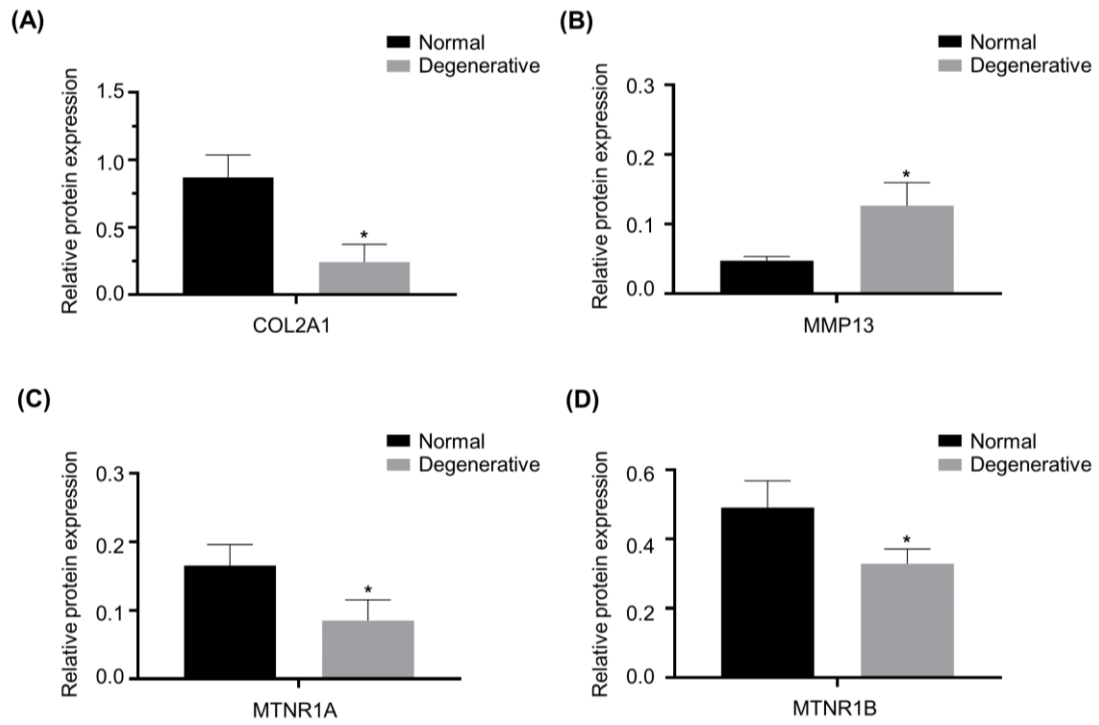 (A)
Normal
Degenerative
Relative protein expression
1.5
1.0
0.5
0.0
*
COL2A1
(B)
Normal
Degenerative
Relative protein expression
0.3
0.2
0.1
0.0
*
MMP13
(C)
Normal
Degenerative
Relative protein expression
0.3
0.2
0.1
0.0
*
MTNR1A
(D)
Normal
Degenerative
Relative protein expression
0.6
0.4
0.2
0.0
*
MTNR1B